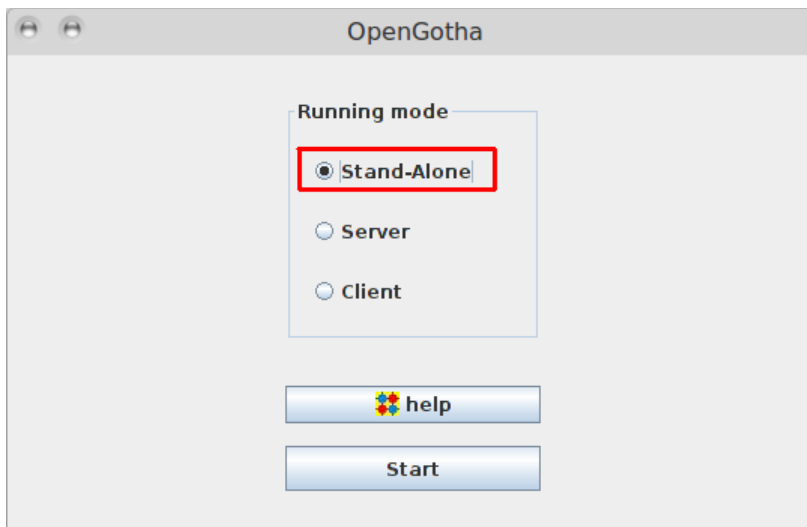 OpenGotha
Running mode
Stand-Alone
Server
Client
help
Start